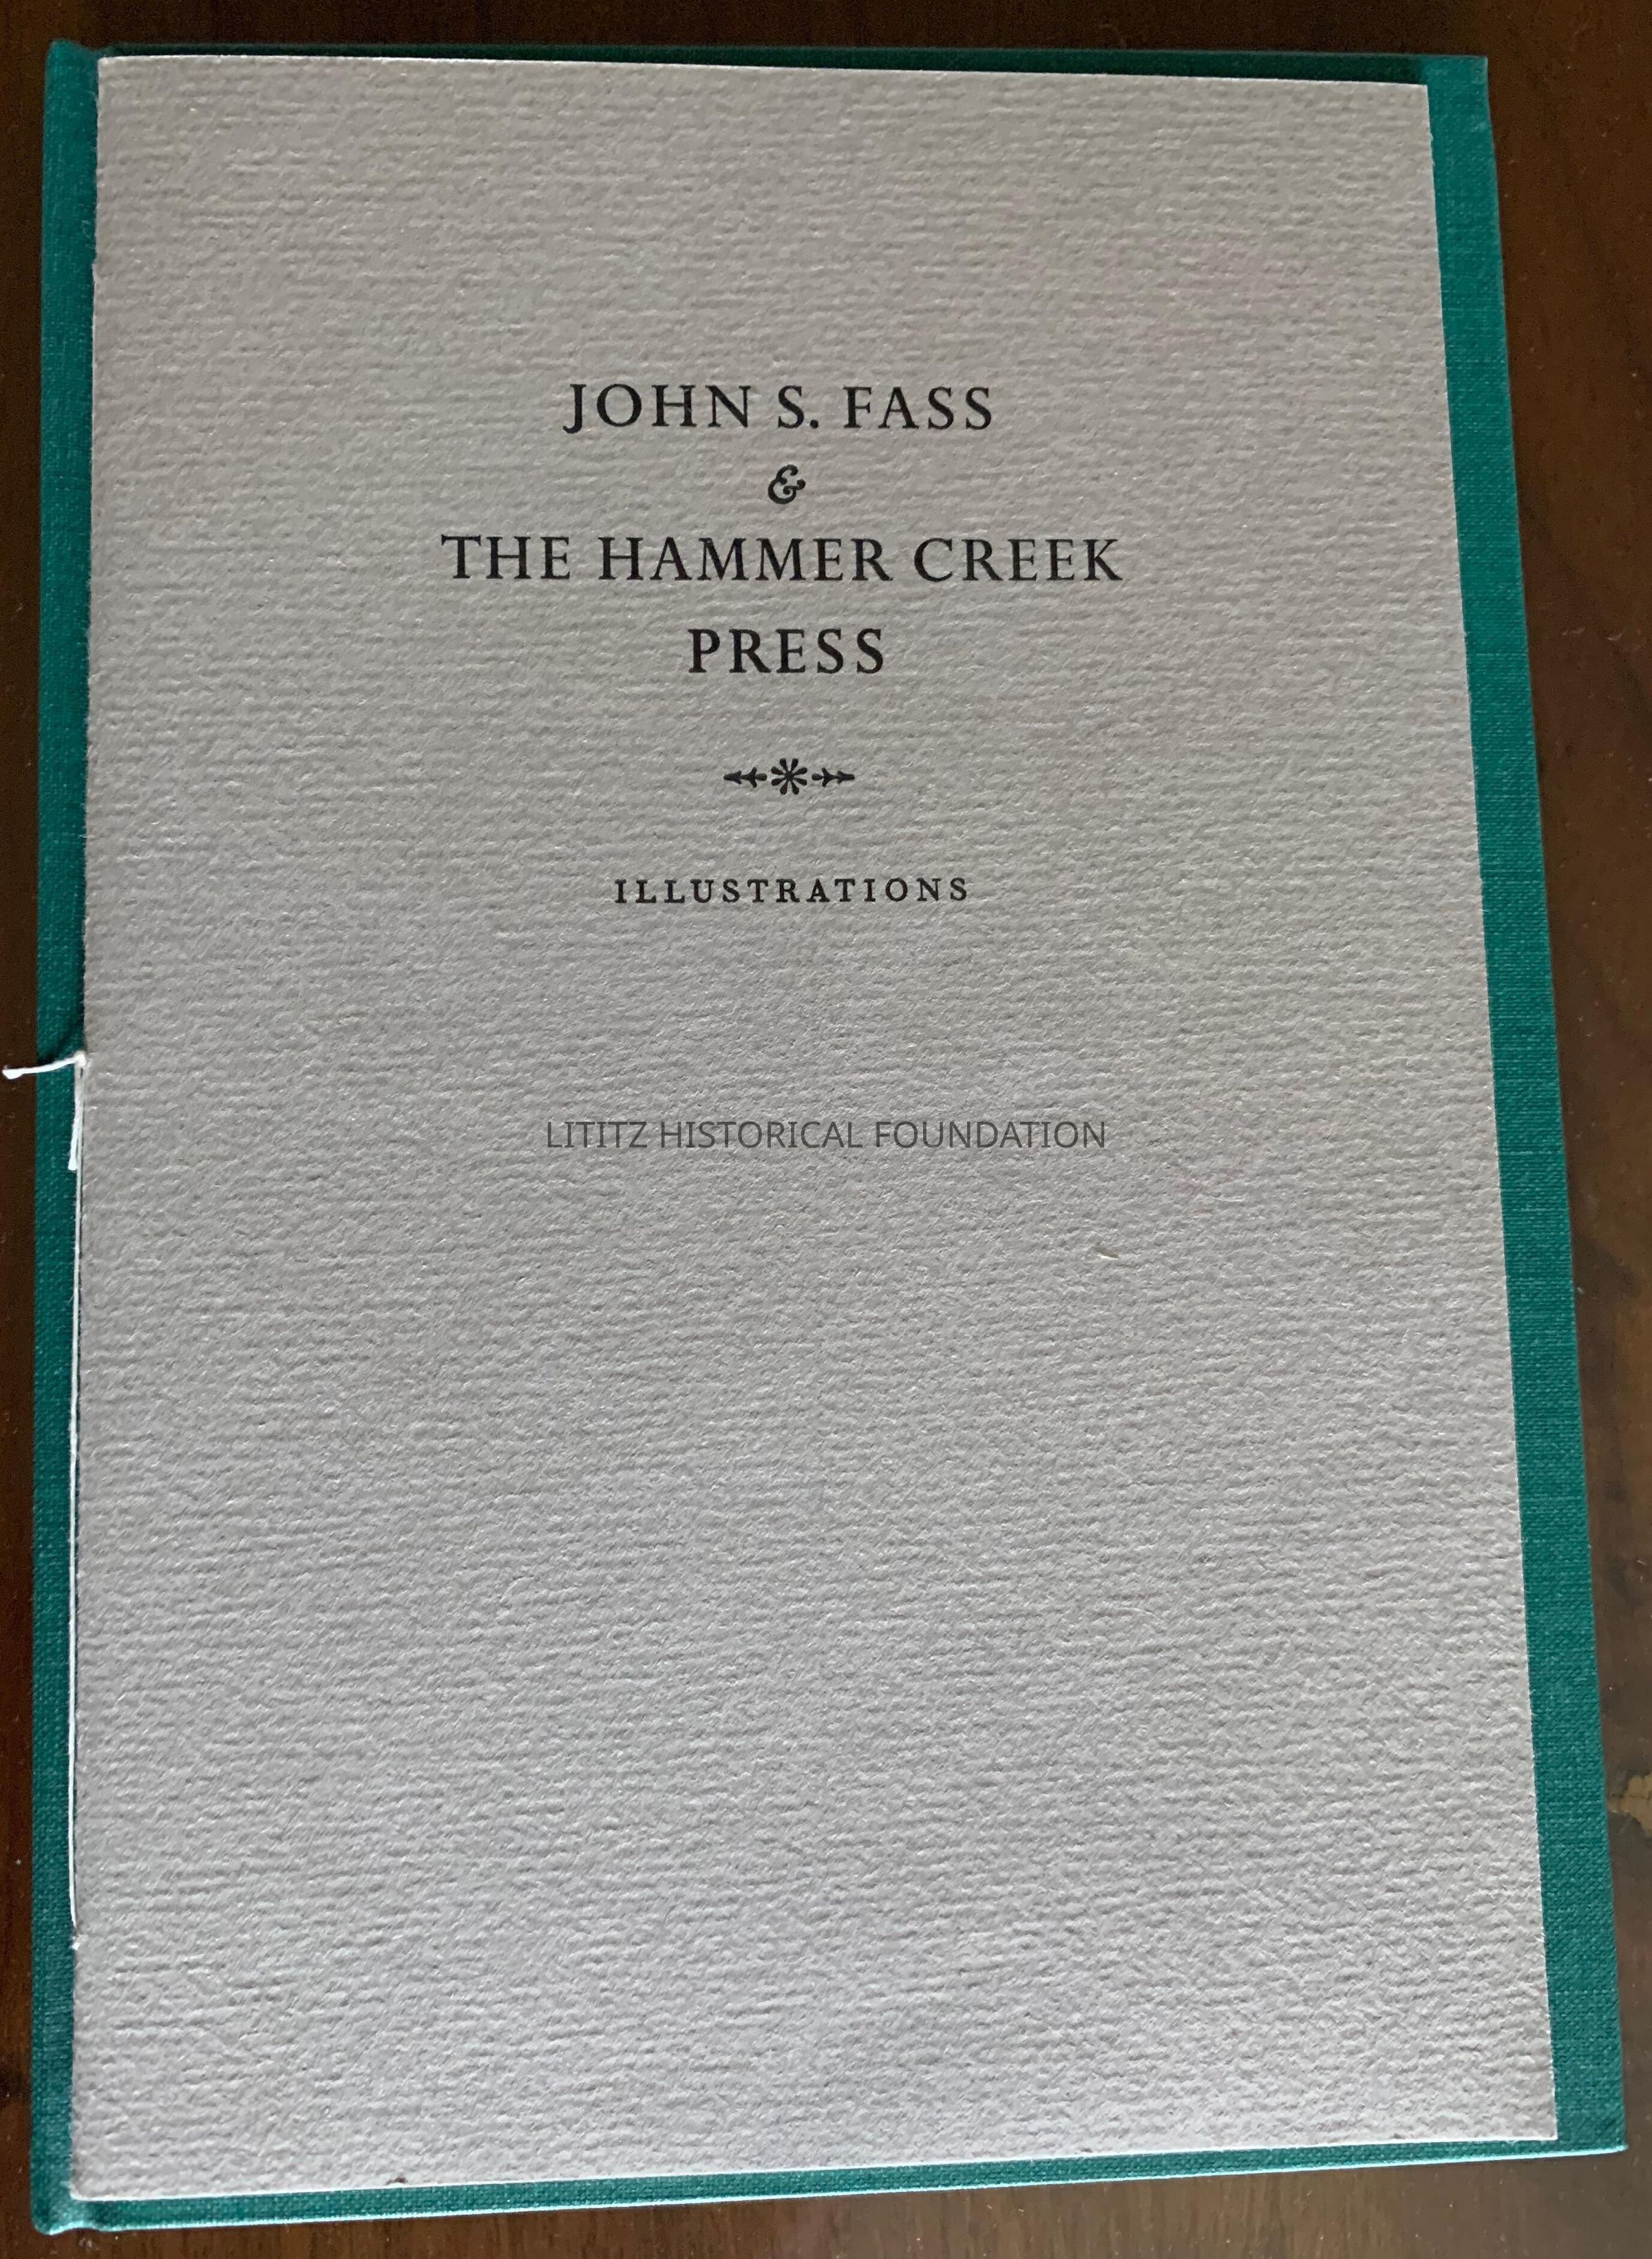 JOHN S. FASS
&
THE HAMMER CREEK
PRESS
ILLUSTRATIONS
LITITZ HISTORICAL FOUNDATION